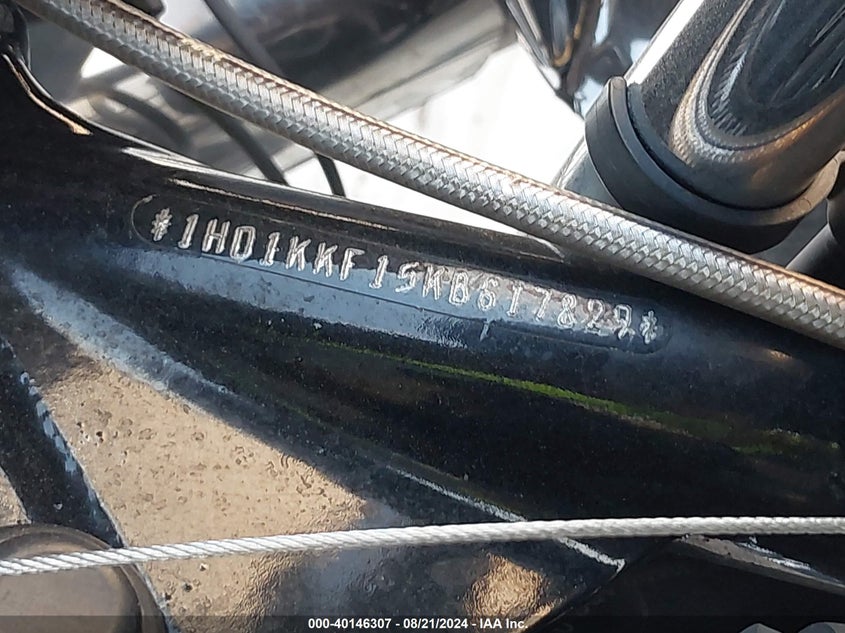 *1HD1KKF15KB617829*
000-40146307 - 08/21/2024 - IAA Inc.